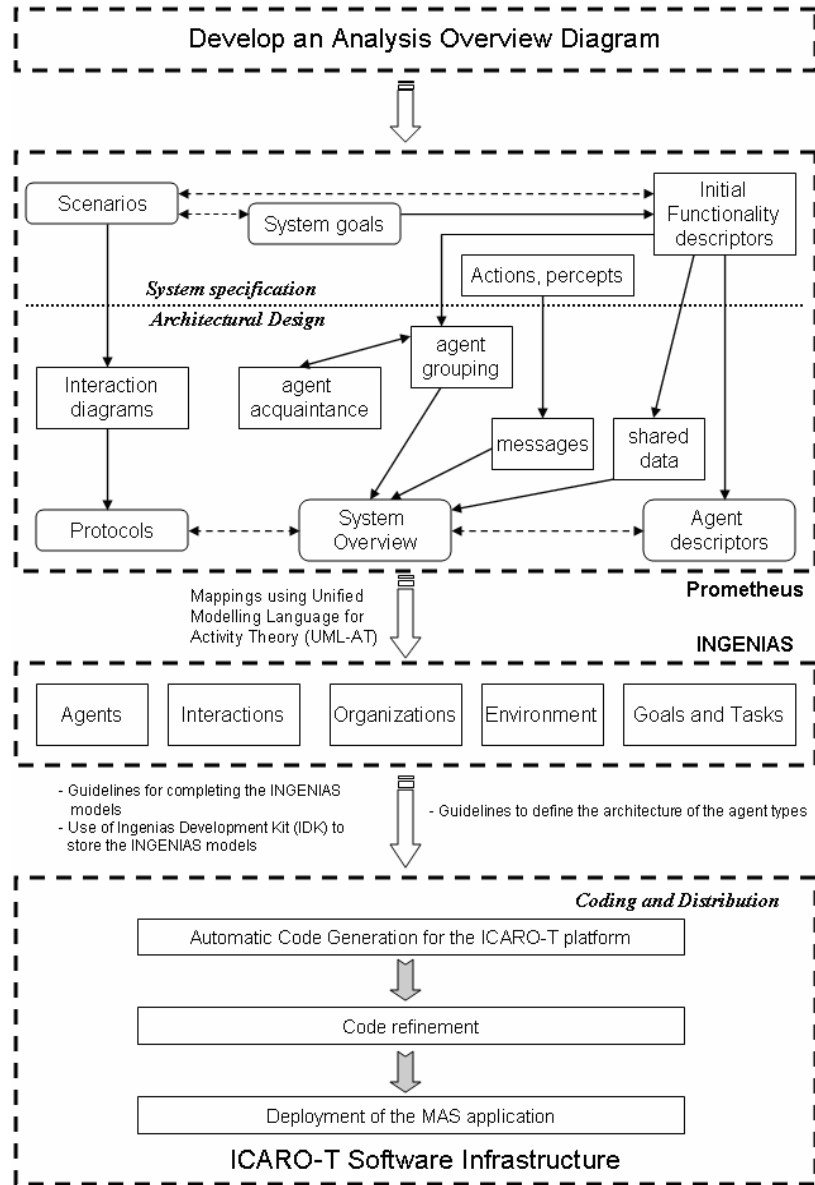 Develop an Analysis Overview Diagram
Scenarios
System goals
Initial
Functionality
descriptors
Actions, percepts
System specification
Architectural Design
Interaction
diagrams
agent
acquaintance
agent
grouping
messages
shared
data
Protocols
System
Overview
Agent
descriptors
Prometheus
Mappings using Unified
Modelling Language for
Activity Theory (UML-AT)
INGENIAS
Agents
Interactions
Organizations
Environment
Goals and Tasks
- Guidelines for completing the INGENIAS
models
- Use of Ingenias Development Kit (IDK) to
store the INGENIAS models
- Guidelines to define the architecture of the agent types
Coding and Distribution
Automatic Code Generation for the ICARO-T platform
Code refinement
Deployment of the MAS application
ICARO-T Software Infrastructure